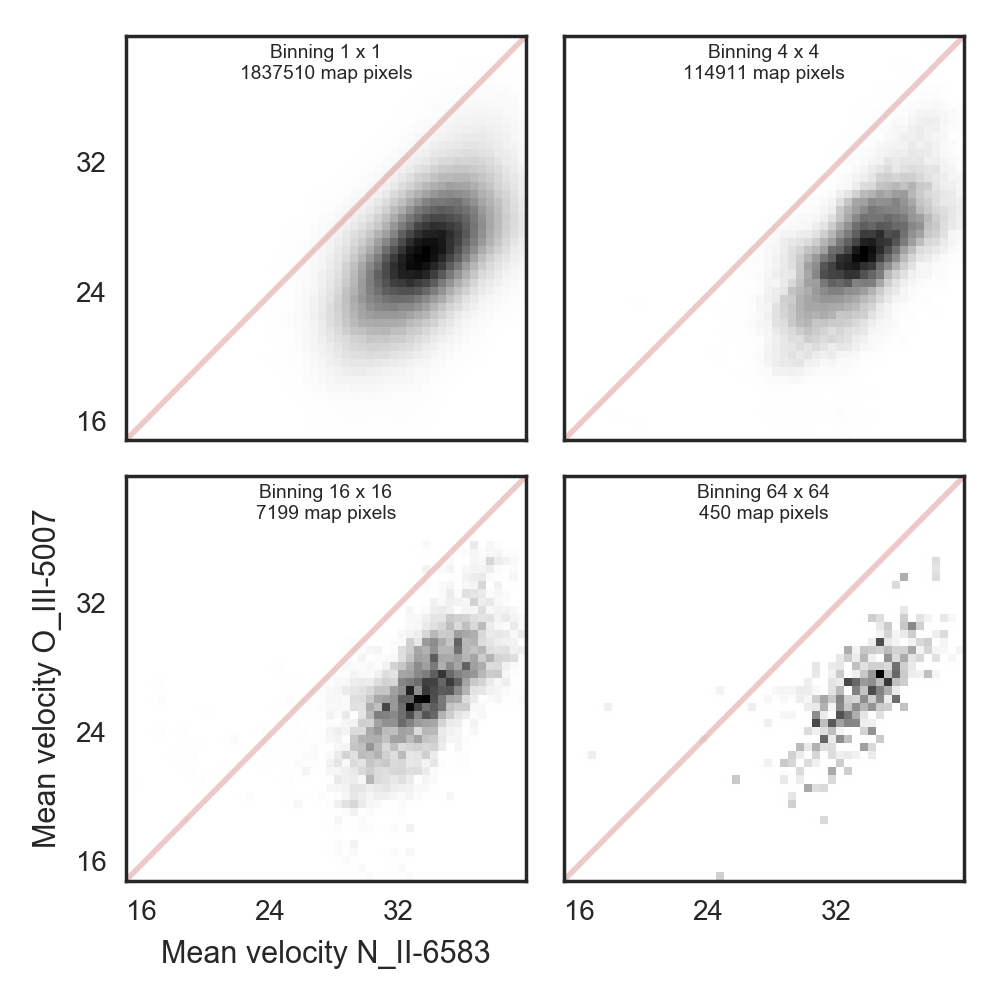 Binning 1 x 1
1837510 map pixels
Binning 4 x 4
114911 map pixels
32
24
16
Binning 16 x 16
7199 map pixels
Binning 64 x 64
450 map pixels
Mean velocity O_III-5007
32
24
16
16 24 32
16 24 32
Mean velocity N_II-6583